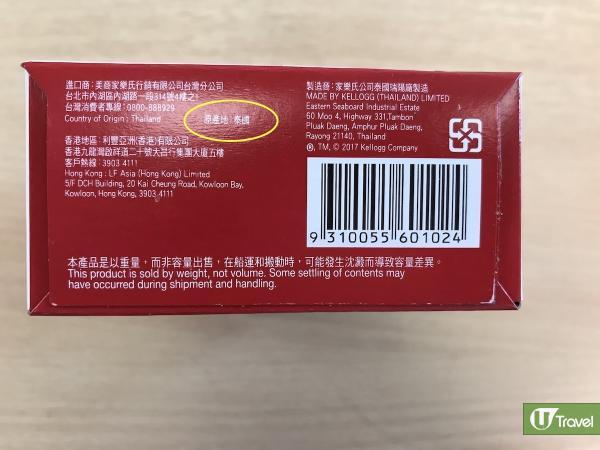 進口商：美商家樂氏行銷有限公司台灣分公司
台北市內湖區內湖路一段314號4樓之1
台灣消費者專線：0800-888929
Country of Origin : Thailand 原產地：泰國
香港地區：利豐亞洲(香港)有限公司
香港九龍灣啟祥道二十號大昌行集團大廈五樓
客戶熱線：3903 4111
Hong Kong : LF Asia (Hong Kong) Limited
5/F DCH Building, 20 Kai Cheung Road, Kowloon Bay,
Kowloon, Hong Kong, 3903 4111
製造商：家樂氏公司泰國瑞陽廠製造
MADE BY KELLOGG (THAILAND) LIMITED
Eastern Seaboard Industrial Estate
60 Moo 4, Highway 331,Tambon
Pluak Daeng, Amphur Pluak Daeng,
Rayong 21140, Thailand
®, TM, © 2017 Kellogg Company
9 310055 601024
本產品是以重量，而非容量出售，在船運和搬動時，可能發生沈澱而導致容量差異。
This product is sold by weight, not volume. Some settling of contents may
have occurred during shipment and handling.
U Travel